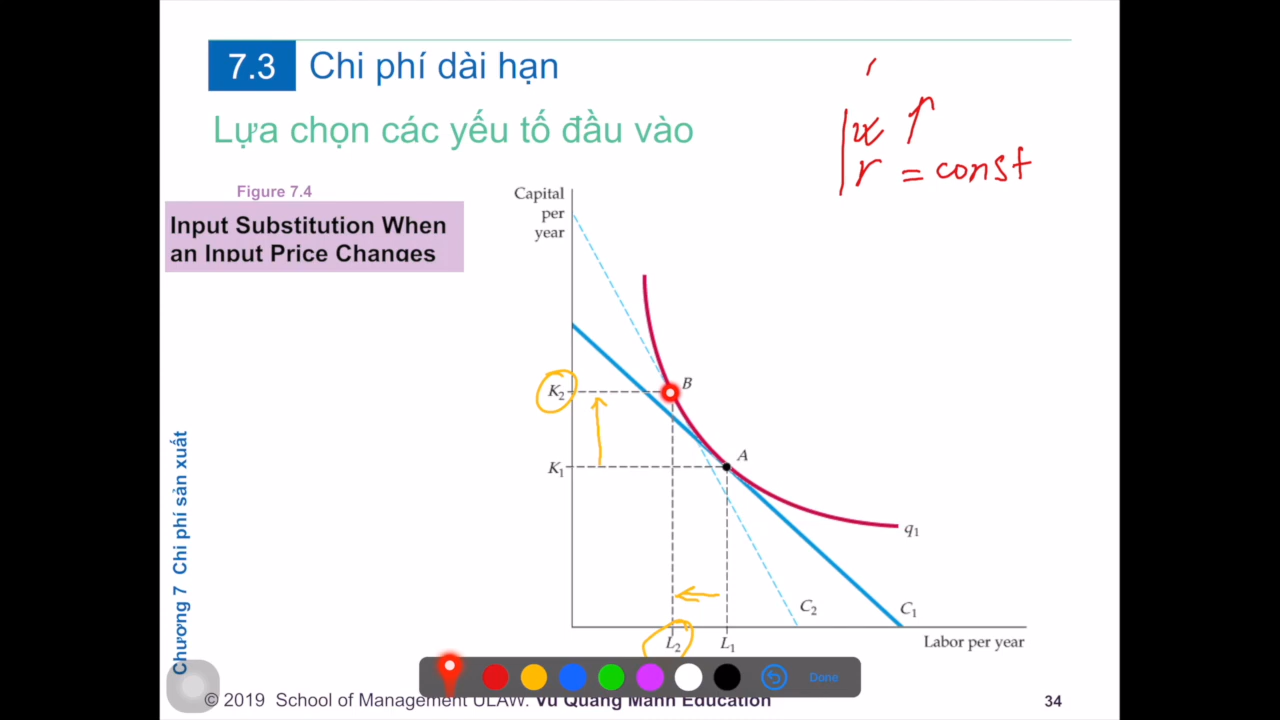 7.3 Chi phí dài hạn
Lựa chọn các yếu tố đầu vào
w ↑
r = const
Figure 7.4
Input Substitution When
an Input Price Changes
Capital
per
year
B
K₂
A
K₁
q₁
C₂
C₁
L₂
L₁
Labor per year
Chương 7 Chi phí sản xuất
Done
© 2019 School of Management ULAW. Vũ Quang Mạnh Education
34